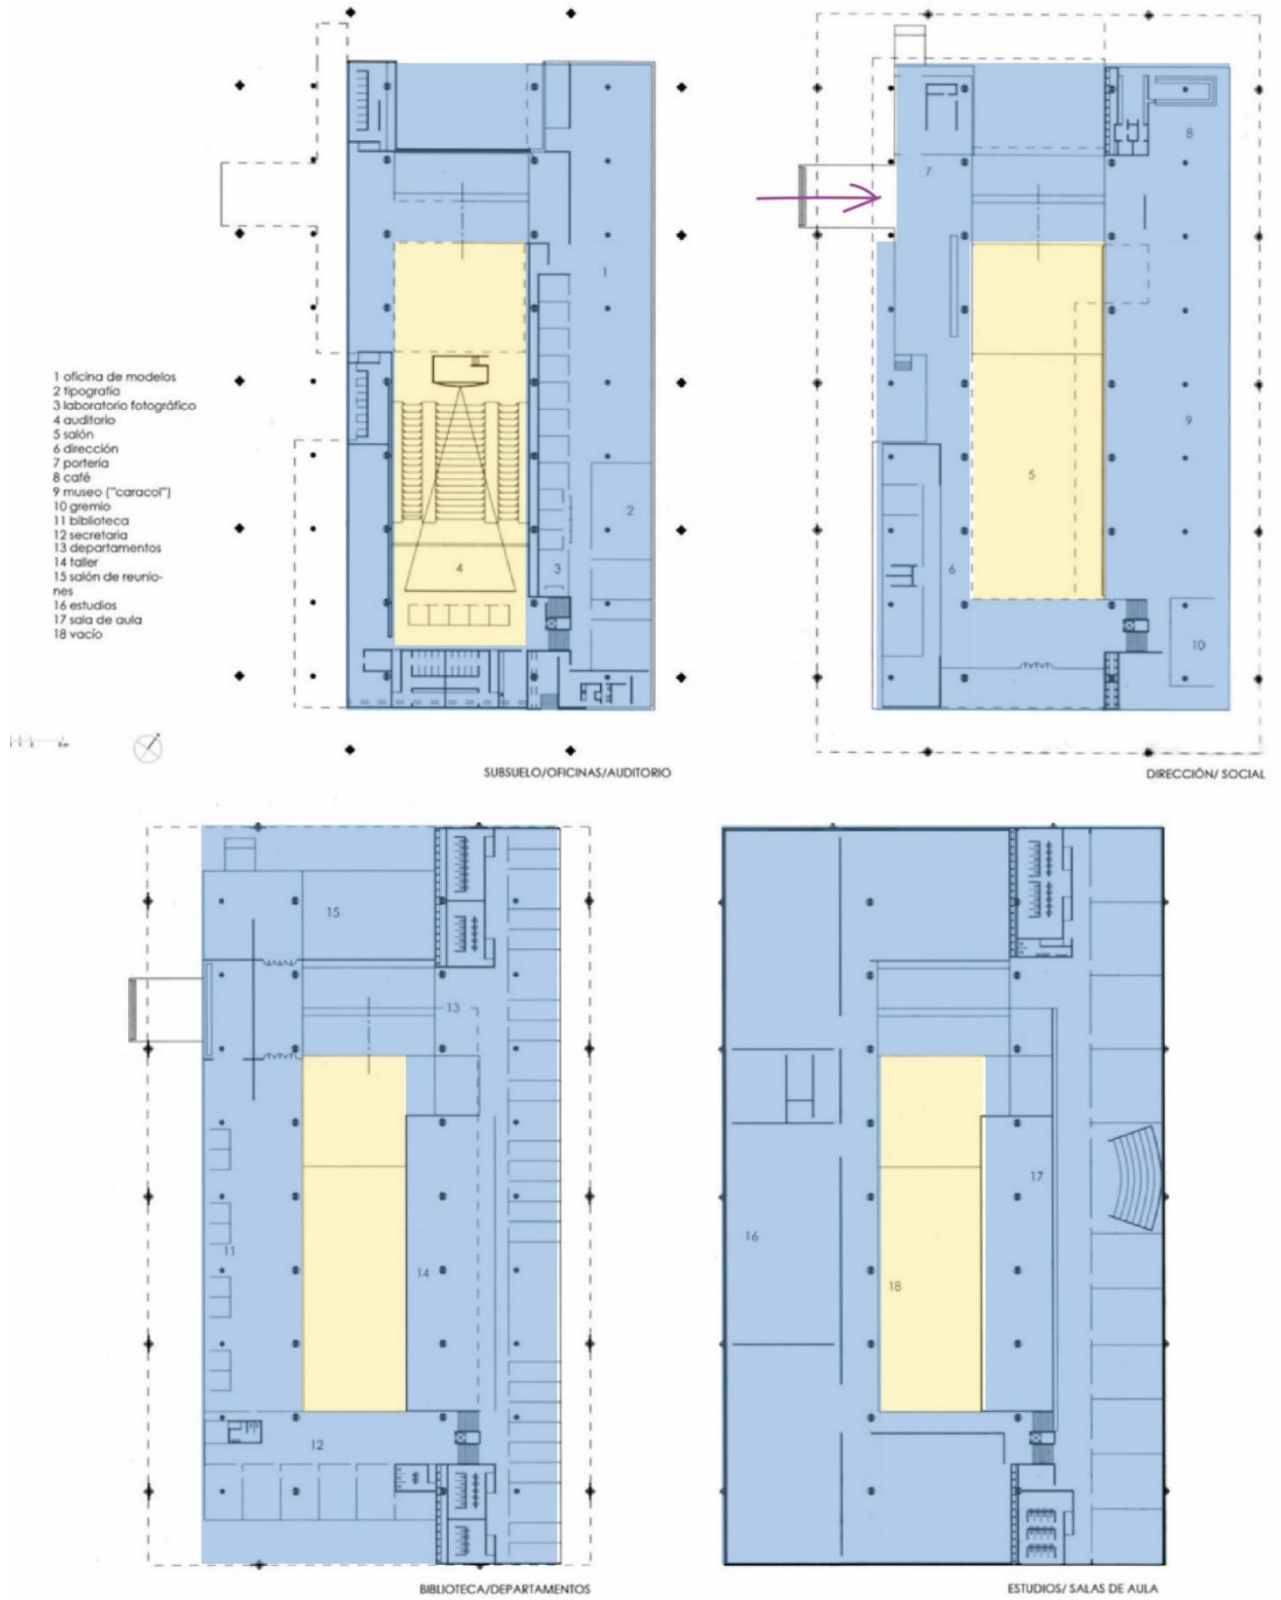 1
1 oficina de modelos
2 tipografía
3 laboratorio fotográfico
4 auditorio
5 salón
6 dirección
7 portería
8 café
9 museo ("caracol")
10 gremio
11 biblioteca
12 secretaria
13 departamentos
14 taller
15 salón de reunio-
nes
16 estudios
17 sala de aula
18 vacío
2
4
3
SUBSUELO/OFICINAS/AUDITORIO
8
7
9
5
6
10
DIRECCIÓN/ SOCIAL
15
13
14
11
12
BIBLIOTECA/DEPARTAMENTOS
17
16
18
ESTUDIOS/ SALAS DE AULA